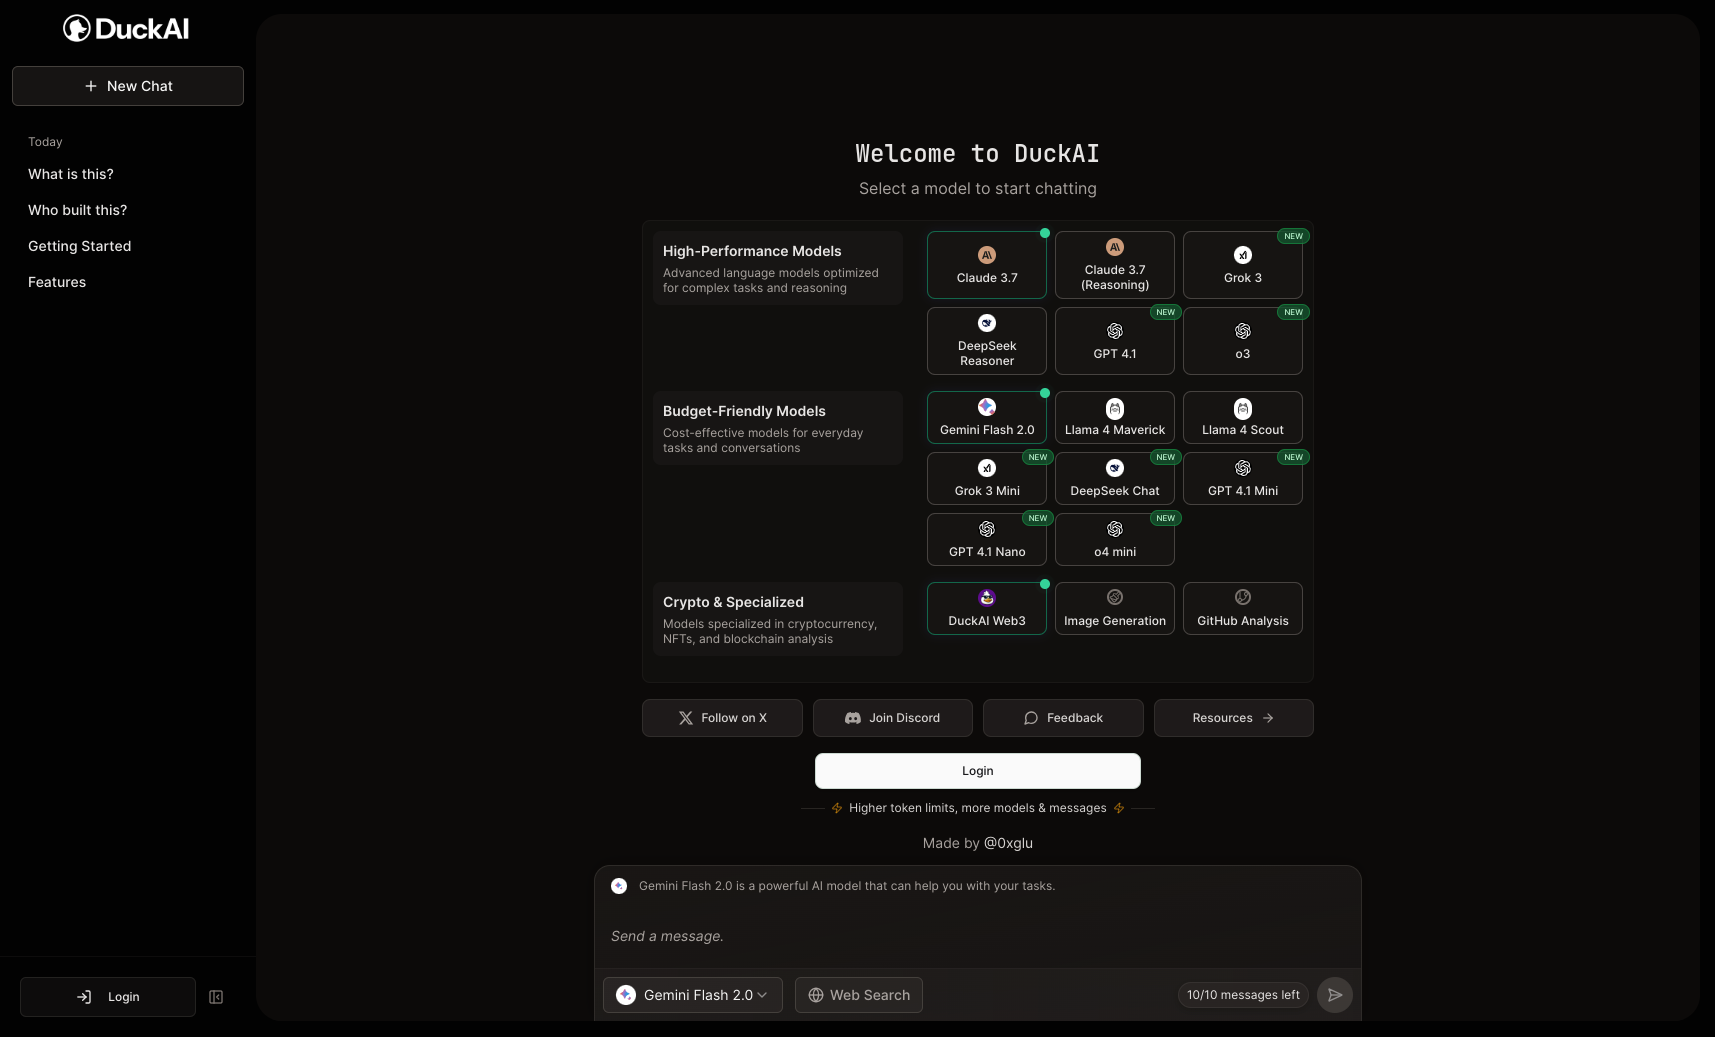 DuckAI
New Chat
Today
What is this?
Who built this?
Getting Started
Features
Login
Welcome to DuckAI
Select a model to start chatting
High-Performance Models
Advanced language models optimized
for complex tasks and reasoning
Claude 3.7
Claude 3.7
(Reasoning)
NEW
Grok 3
DeepSeek
Reasoner
NEW
GPT 4.1
NEW
o3
Budget-Friendly Models
Cost-effective models for everyday
tasks and conversations
Gemini Flash 2.0
Llama 4 Maverick
Llama 4 Scout
NEW
Grok 3 Mini
NEW
DeepSeek Chat
NEW
GPT 4.1 Mini
NEW
GPT 4.1 Nano
NEW
o4 mini
Crypto & Specialized
Models specialized in cryptocurrency,
NFTs, and blockchain analysis
DuckAI Web3
Image Generation
GitHub Analysis
Follow on X
Join Discord
Feedback
Resources
Login
Higher token limits, more models & messages
Made by @0xglu
Gemini Flash 2.0 is a powerful AI model that can help you with your tasks.
Send a message.
Gemini Flash 2.0
Web Search
10/10 messages left